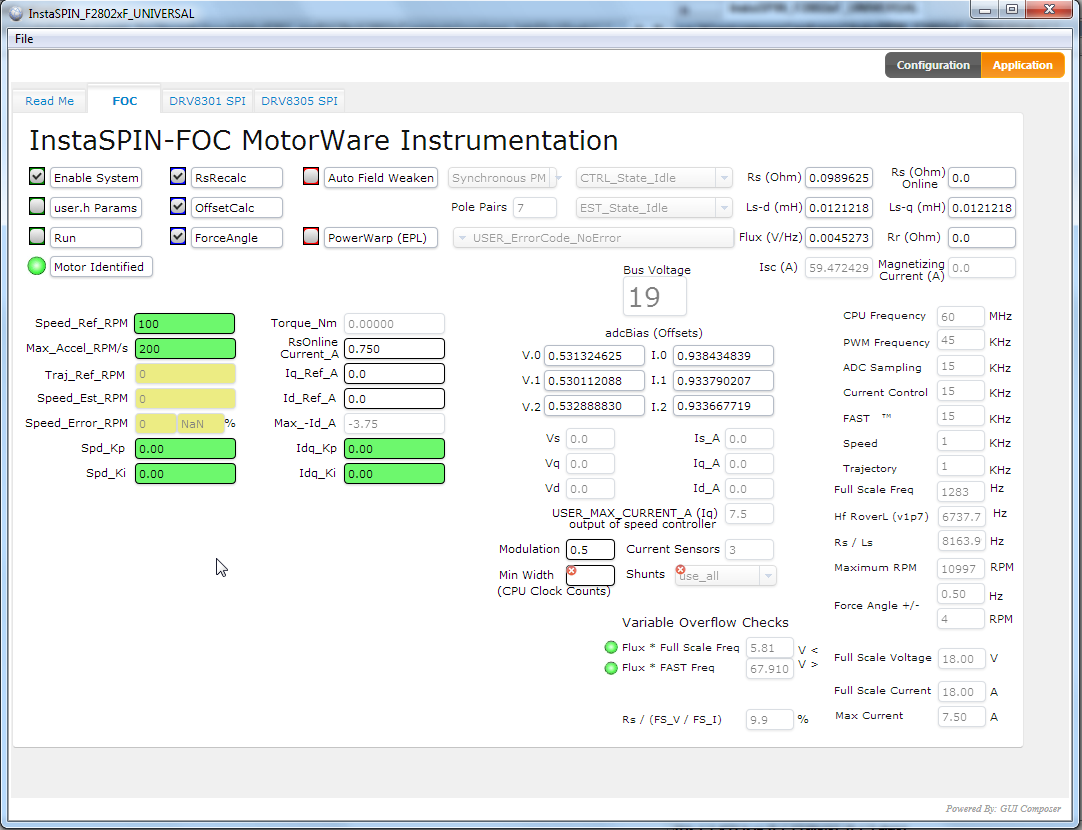 InstaSPIN_F2802xF_UNIVERSAL
File
Configuration Application
Read Me FOC DRV8301 SPI DRV8305 SPI
InstaSPIN-FOC MotorWare Instrumentation
Enable System RsRecalc Auto Field Weaken Synchronous PM CTRL_State_Idle Rs (Ohm) 0.0989625 Rs (Ohm) Online 0.0
user.h Params OffsetCalc Pole Pairs 7 EST_State_Idle Ls-d (mH) 0.0121218 Ls-q (mH) 0.0121218
Run ForceAngle PowerWarp (EPL) USER_ErrorCode_NoError Flux (V/Hz) 0.0045273 Rr (Ohm) 0.0
Motor Identified Isc (A) 59.472429 Magnetizing Current (A) 0.0
Bus Voltage
19
Speed_Ref_RPM 100
Max_Accel_RPM/s 200
Traj_Ref_RPM 0
Speed_Est_RPM 0
Speed_Error_RPM 0 NaN %
Spd_Kp 0.00
Spd_Ki 0.00
Torque_Nm 0.00000
RsOnline Current_A 0.750
Iq_Ref_A 0.0
Id_Ref_A 0.0
Max_-Id_A -3.75
Idq_Kp 0.00
Idq_Ki 0.00
adcBias (Offsets)
V.0 0.531324625 I.0 0.938434839
V.1 0.530112088 I.1 0.933790207
V.2 0.532888830 I.2 0.933667719
Vs 0.0 Is_A 0.0
Vq 0.0 Iq_A 0.0
Vd 0.0 Id_A 0.0
USER_MAX_CURRENT_A (Iq) 7.5
output of speed controller
Modulation 0.5 Current Sensors 3
Min Width Shunts use_all
(CPU Clock Counts)
Variable Overflow Checks
Flux * Full Scale Freq 5.81 V <
Flux * FAST Freq 67.910 V >
Rs / (FS_V / FS_I) 9.9 %
CPU Frequency 60 MHz
PWM Frequency 45 KHz
ADC Sampling 15 KHz
Current Control 15 KHz
FAST ™ 15 KHz
Speed 1 KHz
Trajectory 1 KHz
Full Scale Freq 1283 Hz
Hf RoverL (v1p7) 6737.7 Hz
Rs / Ls 8163.9 Hz
Maximum RPM 10997 RPM
Force Angle +/- 0.50 Hz
4 RPM
Full Scale Voltage 18.00 V
Full Scale Current 18.00 A
Max Current 7.50 A
Powered By: GUI Composer